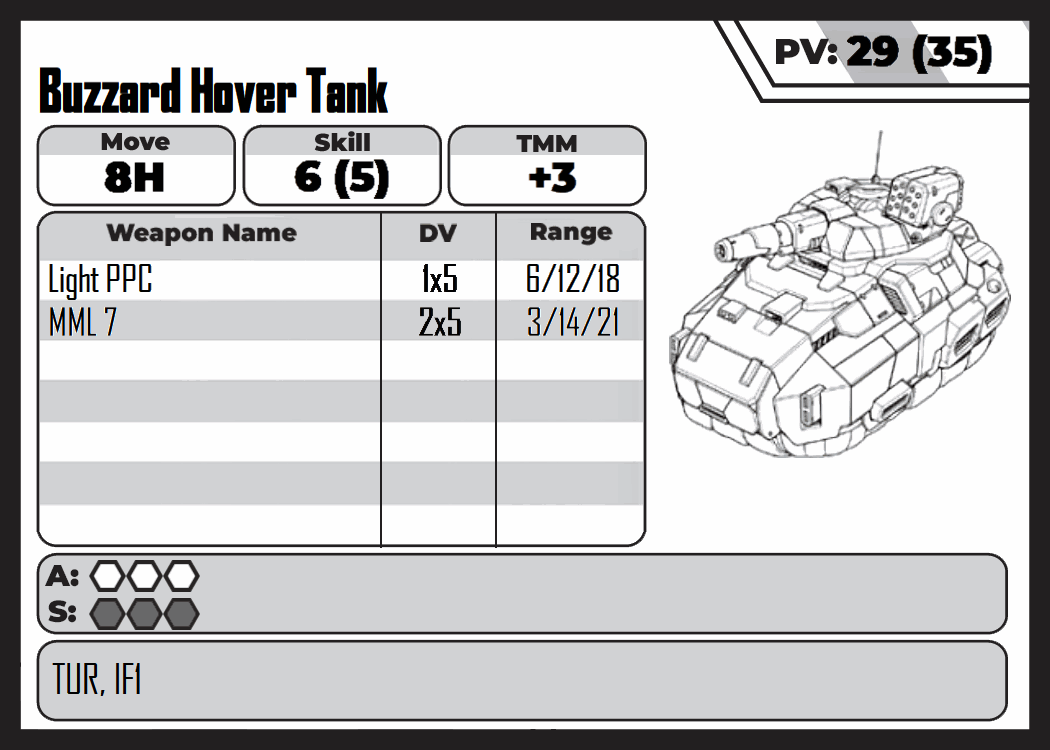 PV: 29 (35)
Buzzard Hover Tank
Move Skill TMM
8H 6 (5) +3
Weapon Name DV Range
Light PPC 1x5 6/12/18
MML 7 2x5 3/14/21
A:
S:
TUR, IF1